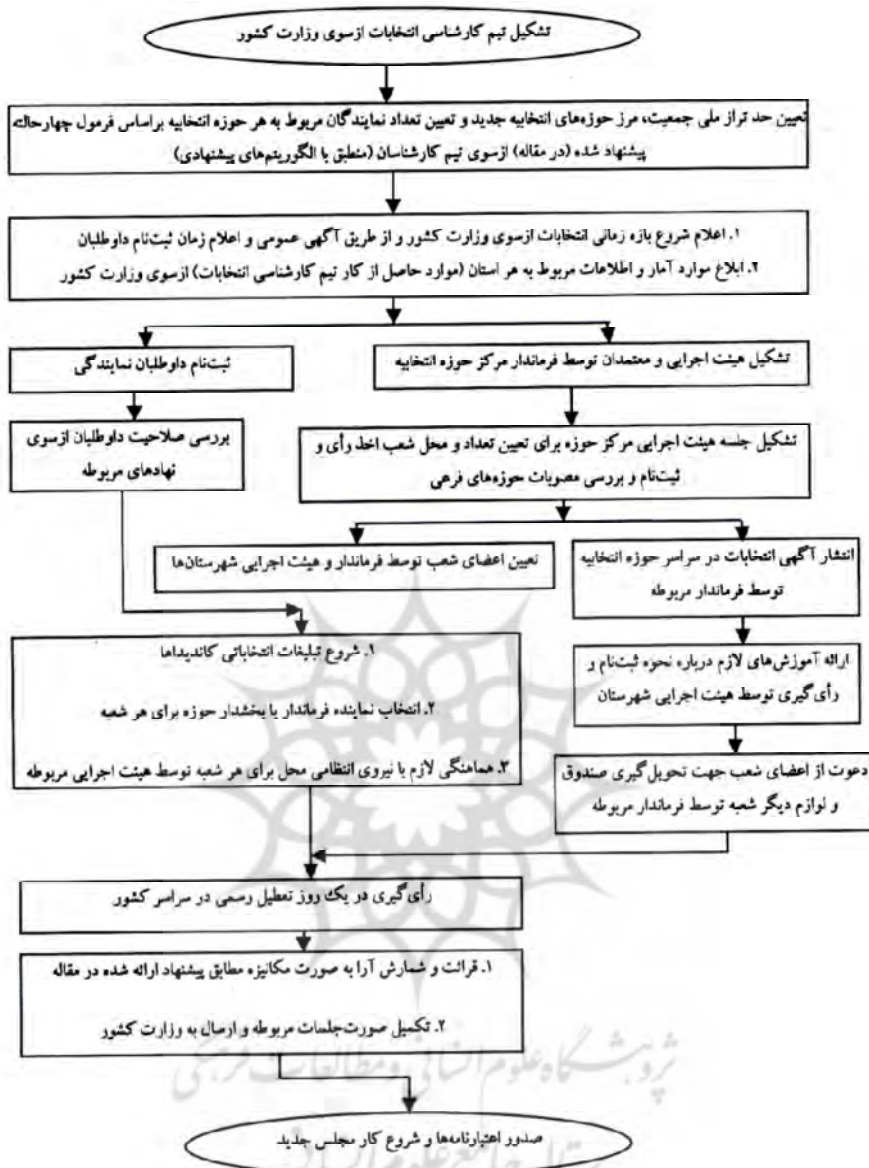 تشکیل تیم کارشناسی انتخابات ازسوی وزارت کشور
تعیین حد تراز ملی جمعیت، مرز حوزه‌های انتخابیه جدید و تعیین تعداد نمایندگان مربوط به هر حوزه انتخابیه براساس فرمول چهارحالته
پیشنهاد شده (در مقاله) ازسوی تیم کارشناسان (منطبق با الگوریتم‌های پیشنهادی)
۱. اعلام شروع بازه زمانی انتخابات ازسوی وزارت کشور و از طریق آگهی عمومی و اعلام زمان ثبت‌نام داوطلبان
۲. ابلاغ موارد آمار و اطلاعات مربوط به هر استان (موارد حاصل از کار تیم کارشناسی انتخابات) ازسوی وزارت کشور
تشکیل هیئت اجرایی و معتمدان توسط فرماندار مرکز حوزه انتخابیه
ثبت‌نام داوطلبان نمایندگی
تشکیل جلسه هیئت اجرایی مرکز حوزه برای تعیین تعداد و محل شعب اخذ رأی و
ثبت‌نام و بررسی مصوبات حوزه‌های فرعی
بررسی صلاحیت داوطلبان ازسوی
نهادهای مربوطه
انتشار آگهی انتخابات در سراسر حوزه انتخابیه
توسط فرماندار مربوطه
تعیین اعضای شعب توسط فرماندار و هیئت اجرایی شهرستان‌ها
ارائه آموزش‌های لازم درباره نحوه ثبت‌نام و
رأی‌گیری توسط هیئت اجرایی شهرستان
۱. شروع تبلیغات انتخاباتی کاندیداها
۲. انتخاب نماینده فرماندار یا بخشدار حوزه برای هر شعبه
۳. هماهنگی لازم با نیروی انتظامی محل برای هر شعبه توسط هیئت اجرایی مربوطه
دعوت از اعضای شعب جهت تحویل‌گیری صندوق
و لوازم دیگر شعبه توسط فرماندار مربوطه
رأی‌گیری در یک روز تعطیل رسمی در سراسر کشور
۱. قرائت و شمارش آرا به صورت مکانیزه مطابق پیشنهاد ارائه شده در مقاله
۲. تکمیل صورت‌جلسات مربوطه و ارسال به وزارت کشور
پژوهشگاه علوم انسانی و مطالعات فرهنگی
صدور اعتبارنامه‌ها و شروع کار مجلس جدید
پرتال جامع علوم انسانی